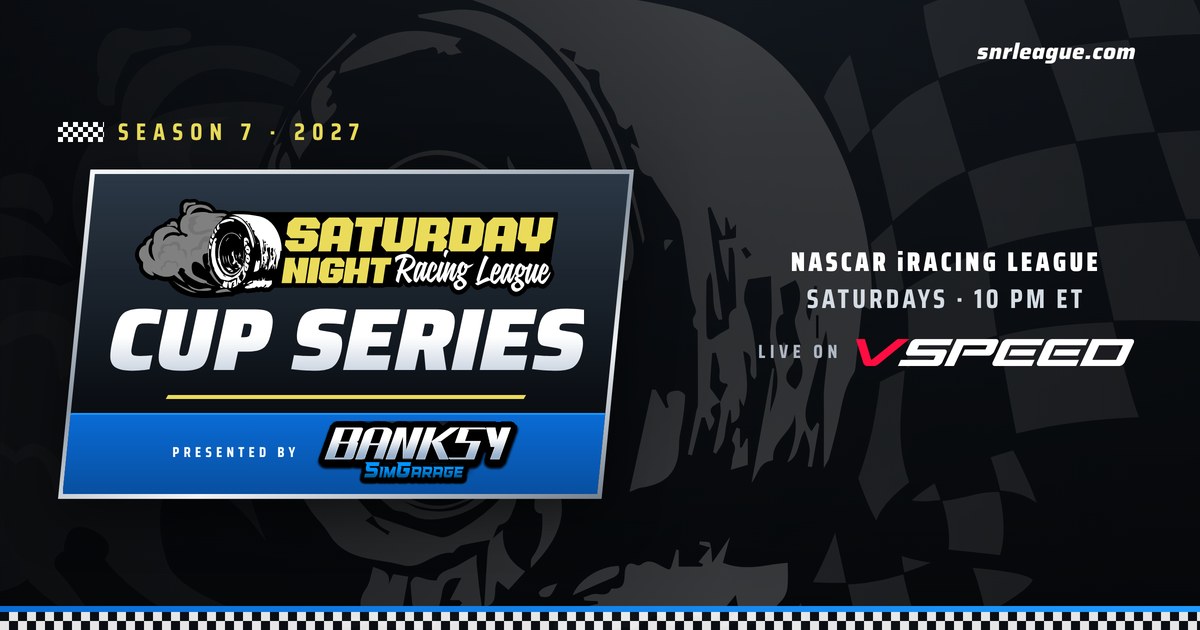 snrleague.com
SEASON 7 · 2027
SATURDAY
NIGHT Racing League
CUP SERIES
PRESENTED BY
BANKSY
SIMGARAGE
NASCAR iRACING LEAGUE
SATURDAYS · 10 PM ET
LIVE ON VSPEED